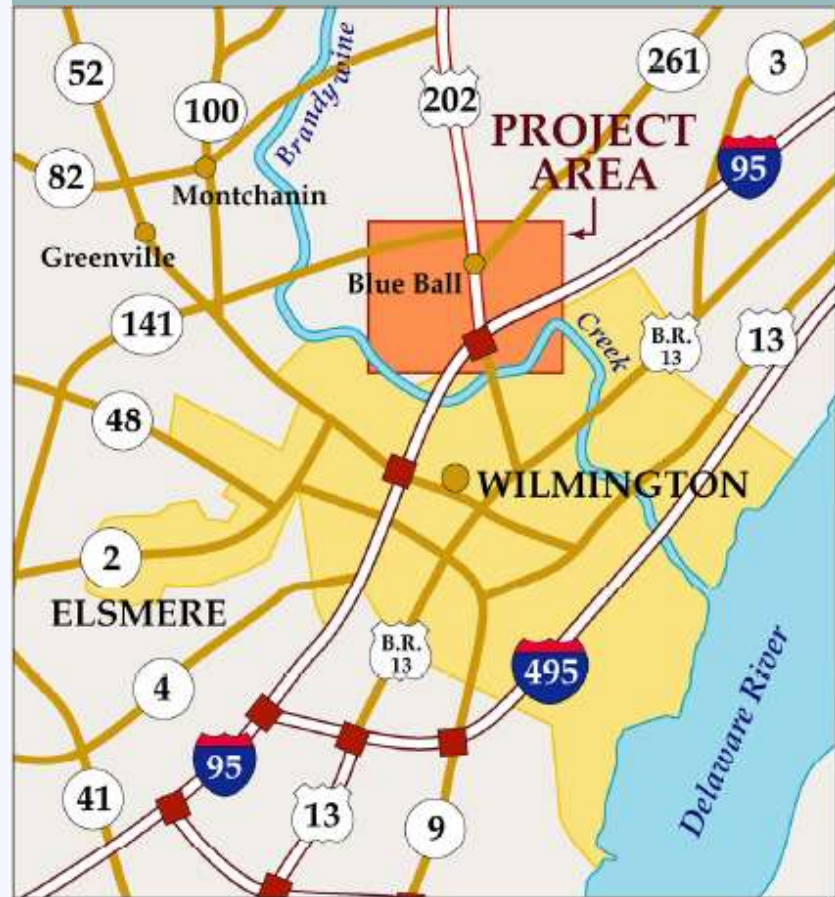 52
100
Brandywine
202
261
3
PROJECT
AREA
95
82
Montchanin
Greenville
Blue Ball
141
Creek
B.R.
13
13
48
WILMINGTON
2
ELSMERE
B.R.
13
495
4
Delaware River
95
41
13
9